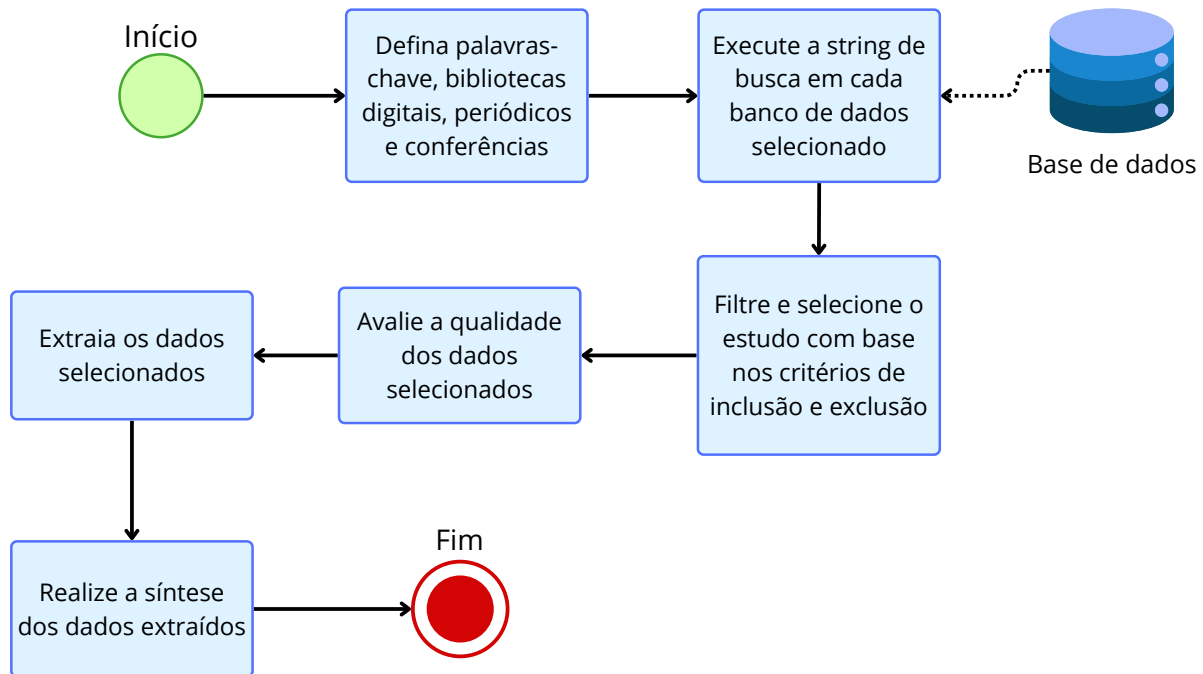 Início
Defina palavras-
chave, bibliotecas
digitais, periódicos
e conferências
Execute a string de
busca em cada
banco de dados
selecionado
Base de dados
Filtre e selecione o
estudo com base
nos critérios de
inclusão e exclusão
Avalie a qualidade
dos dados
selecionados
Extraia os dados
selecionados
Realize a síntese
dos dados extraídos
Fim